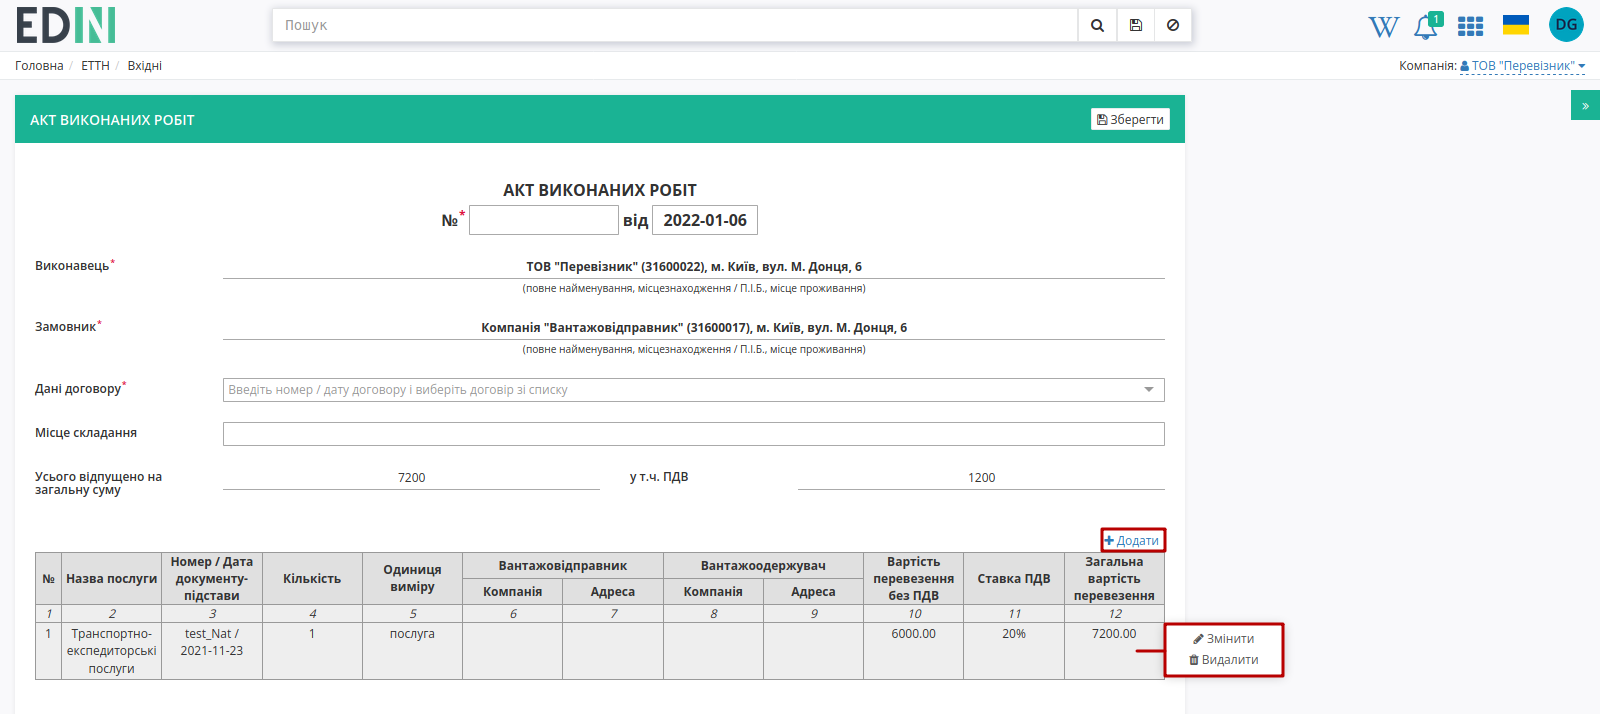 EDIN
Пошук
1
DG
Головна / ЕТТН / Вхідні
Компанія: ТОВ "Перевізник"
»
АКТ ВИКОНАНИХ РОБІТ
Зберегти
АКТ ВИКОНАНИХ РОБІТ
№* від 2022-01-06
Виконавець*
ТОВ "Перевізник" (31600022), м. Київ, вул. М. Донця, 6
(повне найменування, місцезнаходження / П.І.Б., місце проживання)
Замовник*
Компанія "Вантажовідправник" (31600017), м. Київ, вул. М. Донця, 6
(повне найменування, місцезнаходження / П.І.Б., місце проживання)
Дані договору*
Введіть номер / дату договору і виберіть договір зі списку
Місце складання
Усього відпущено на
загальну суму
7200
у т.ч. ПДВ
1200
Додати
№
Назва послуги
Номер / Дата
документу-
підстави
Кількість
Одиниця
виміру
Вантажовідправник
Компанія
Адреса
Вантажоодержувач
Компанія
Адреса
Вартість
перевезення
без ПДВ
Ставка ПДВ
Загальна
вартість
перевезення
1 2 3 4 5 6 7 8 9 10 11 12
1
Транспортно-
експедиторські
послуги
test_Nat /
2021-11-23
1
послуга
6000.00
20%
7200.00
Змінити
Видалити